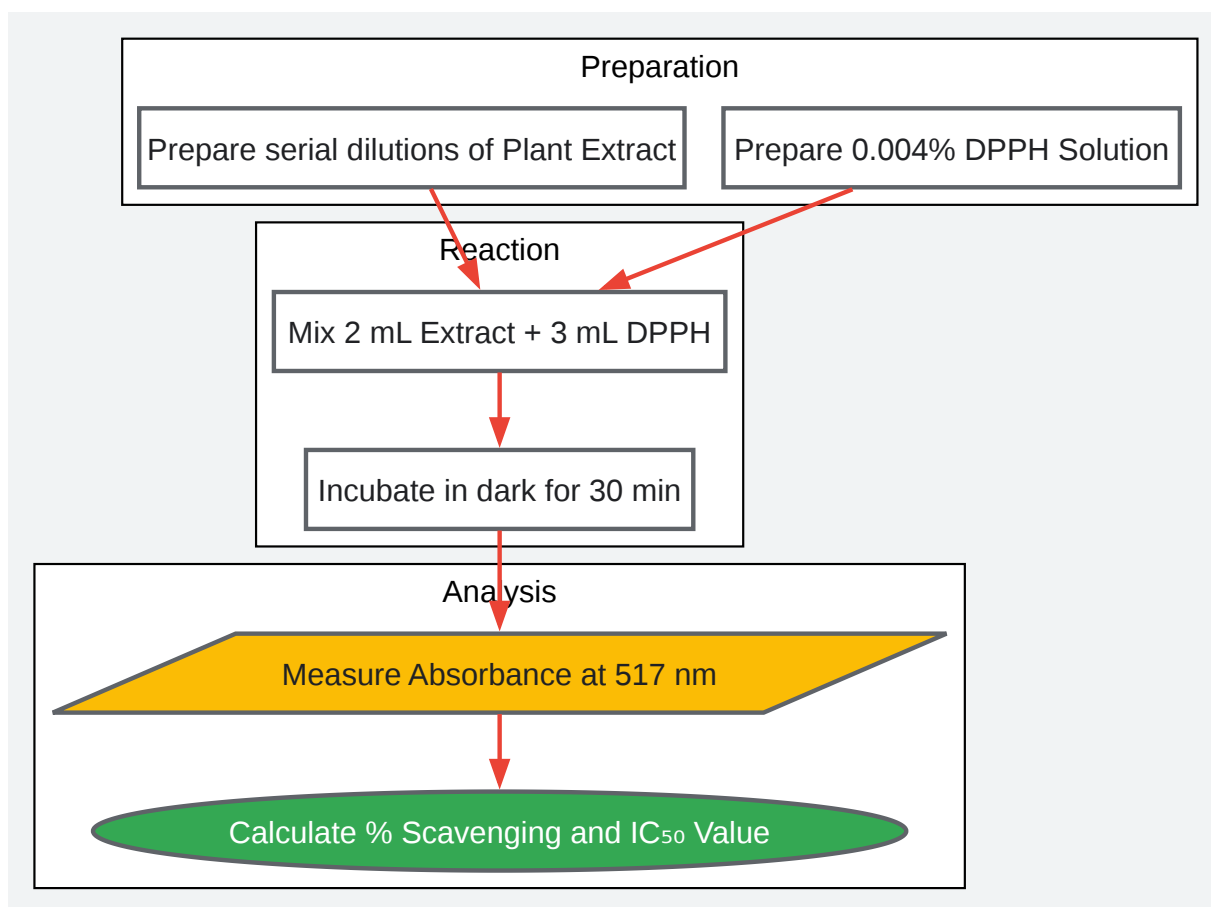 Preparation
Prepare serial dilutions of Plant Extract
Prepare 0.004% DPPH Solution
Reaction
Mix 2 mL Extract + 3 mL DPPH
Incubate in dark for 30 min
Analysis
Measure Absorbance at 517 nm
Calculate % Scavenging and IC₅₀ Value